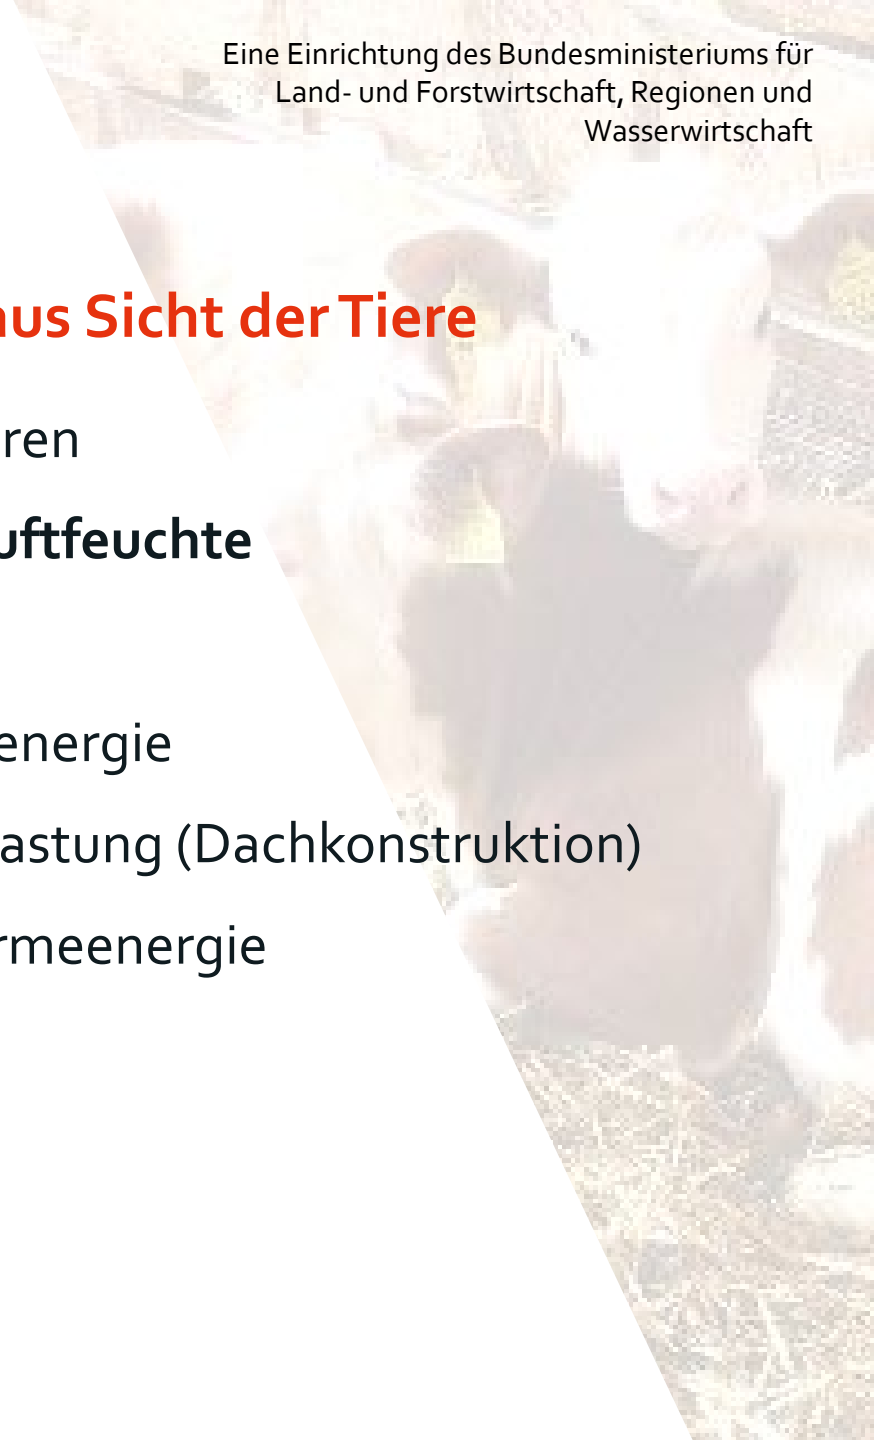 Eine Einrichtung des Bundesministeriums für
Land- und Forstwirtschaft, Regionen und
Wasserwirtschaft
aus Sicht der Tiere
ren
uftfeuchte
energie
astung (Dachkonstruktion)
rmeenergie